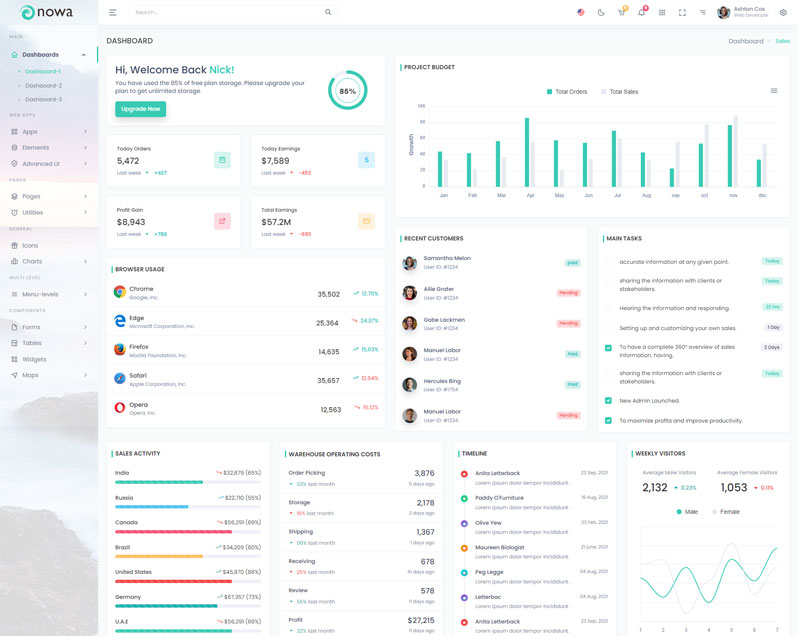 nowa
Search...
5
4
Ashton Cox
Web Developer
MAIN
Dashboards
Dashboard-1
Dashboard-2
Dashboard-3
WEB APPS
Apps
Elements
Advanced UI
PAGES
Pages
Utilities
GENERAL
Icons
Charts
MULTI LEVEL
Menu-levels
COMPONENTS
Forms
Tables
Widgets
Maps
DASHBOARD
Dashboard
Sales
Hi, Welcome Back Nick!
You have used the 85% of free plan storage. Please upgrade your
plan to get unlimited storage.
Upgrade Now
Today Orders
5,472
Last week +427
Today Earnings
$7,589
Last week -453
$
Profit Gain
$8,943
Last week +788
Total Earnings
$57.2M
Last week -693
PROJECT BUDGET
Total Orders Total Sales
Growth
100
80
60
40
20
0
Jan Feb Mar Apr May Jun Jul Aug sep oct nov dec
BROWSER USAGE
Chrome
Google, Inc.
35,502 12.75%
Edge
Microsoft Corporation, Inc.
25,364 24.37%
Firefox
Mozilla Foundation, Inc.
14,635 15.63%
Safari
Apple Corporation, Inc.
35,657 12.54%
Opera
Opera, Inc.
12,563 15.12%
RECENT CUSTOMERS
Samantha Melon
User ID: #1234
paid
Allie Grater
User ID: #1234
Pending
Gabe Lackmen
User ID: #1234
Pending
Manuel Labor
User ID: #1234
Paid
Hercules Bing
User ID: #1754
Paid
Manuel Labor
User ID: #1234
Pending
MAIN TASKS
accurate information at any given point.
Today
sharing the information with clients or
stakeholders.
Today
Hearing the information and responding .
22 hrs
Setting up and customizing your own sales.
1 Day
To have a complete 360° overview of sales
information, having.
2 Days
sharing the information with clients or
stakeholders.
Today
New Admin Launched.
To maximize profits and improve productivity.
SALES ACTIVITY
India $32,879 (65%)
Russia $22,710 (55%)
Canada $56,291 (69%)
Brazil $34,209 (60%)
United States $45,870 (86%)
Germany $67,357 (73%)
U.A.E $56,291 (69%)
WAREHOUSE OPERATING COSTS
Order Picking 3,876
last month 5 days ago
Storage 2,178
last month 2 days ago
Shipping 1,367
last month 1 days ago
Receiving 678
25% last month 10 days ago
Review 578
55% last month 11 days ago
Profit $27,215
32% last month 11 days ago
TIMELINE
Anita Letterback 23 Sep, 2021
Lorem ipsum dolor tempor incididunt .
Paddy O'Furniture 16 Aug, 2021
Lorem ipsum dolor tempor incididunt .
Olive Yew 23 Feb, 2021
Lorem ipsum dolor tempor incididunt .
Maureen Biologist 21 june, 2021
Lorem ipsum dolor tempor incididunt .
Peg Legge 04 Aug, 2021
Lorem ipsum dolor tempor incididunt .
Letterbac 04 Aug, 2021
Lorem ipsum dolor tempor incididunt .
Anita Letterback 23 Sep, 2021
Lorem ipsum dolor tempor incididunt .
WEEKLY VISITORS
Average Male Visitors
2,132 0.23%
Average Female Visitors
1,053 0.11%
Male Female
1 2 3 4 5 6 7